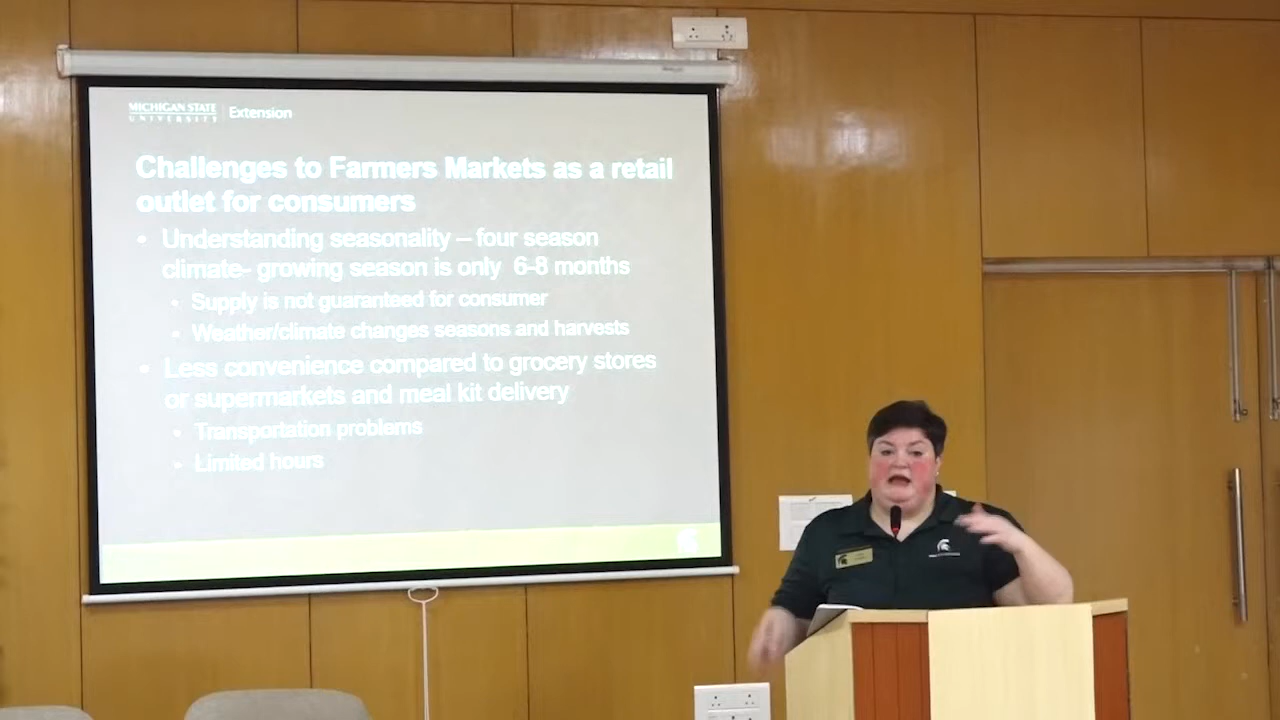 MICHIGAN STATE
UNIVERSITY
Extension
Challenges to Farmers Markets as a retail
outlet for consumers
• Understanding seasonality – four season
climate- growing season is only 6-8 months
• Supply is not guaranteed for consumer
• Weather/climate changes seasons and harvests
• Less convenience compared to grocery stores
or supermarkets and meal kit delivery
• Transportation problems
• Limited hours